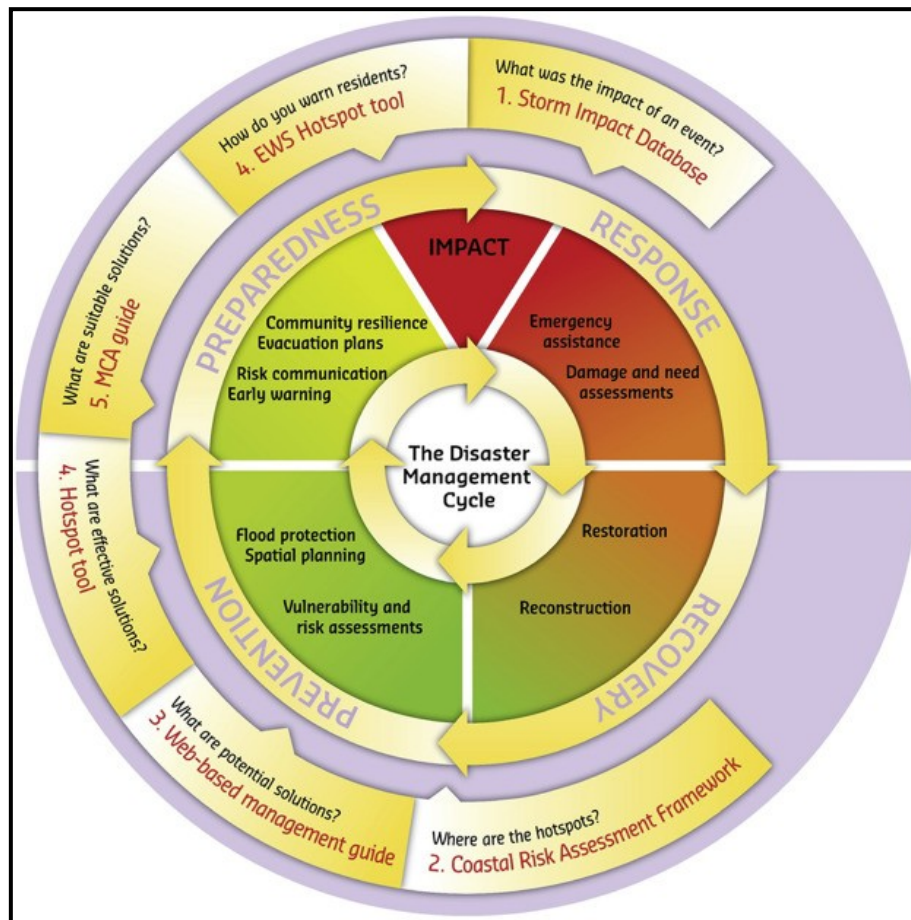 How do you warn residents?
4. EWS Hotspot tool
What was the impact of an event?
1. Storm Impact Database
What are suitable solutions?
5. MCA guide
What are effective solutions?
4. Hotspot tool
What are potential solutions?
3. Web-based management guide
Where are the hotspots?
2. Coastal Risk Assessment Framework
PREPAREDNESS
RESPONSE
RECOVERY
PREVENTION
IMPACT
Community resilience
Evacuation plans
Risk communication
Early warning
Emergency
assistance
Damage and need
assessments
The Disaster
Management
Cycle
Flood protection
Spatial planning
Vulnerability and
risk assessments
Restoration
Reconstruction